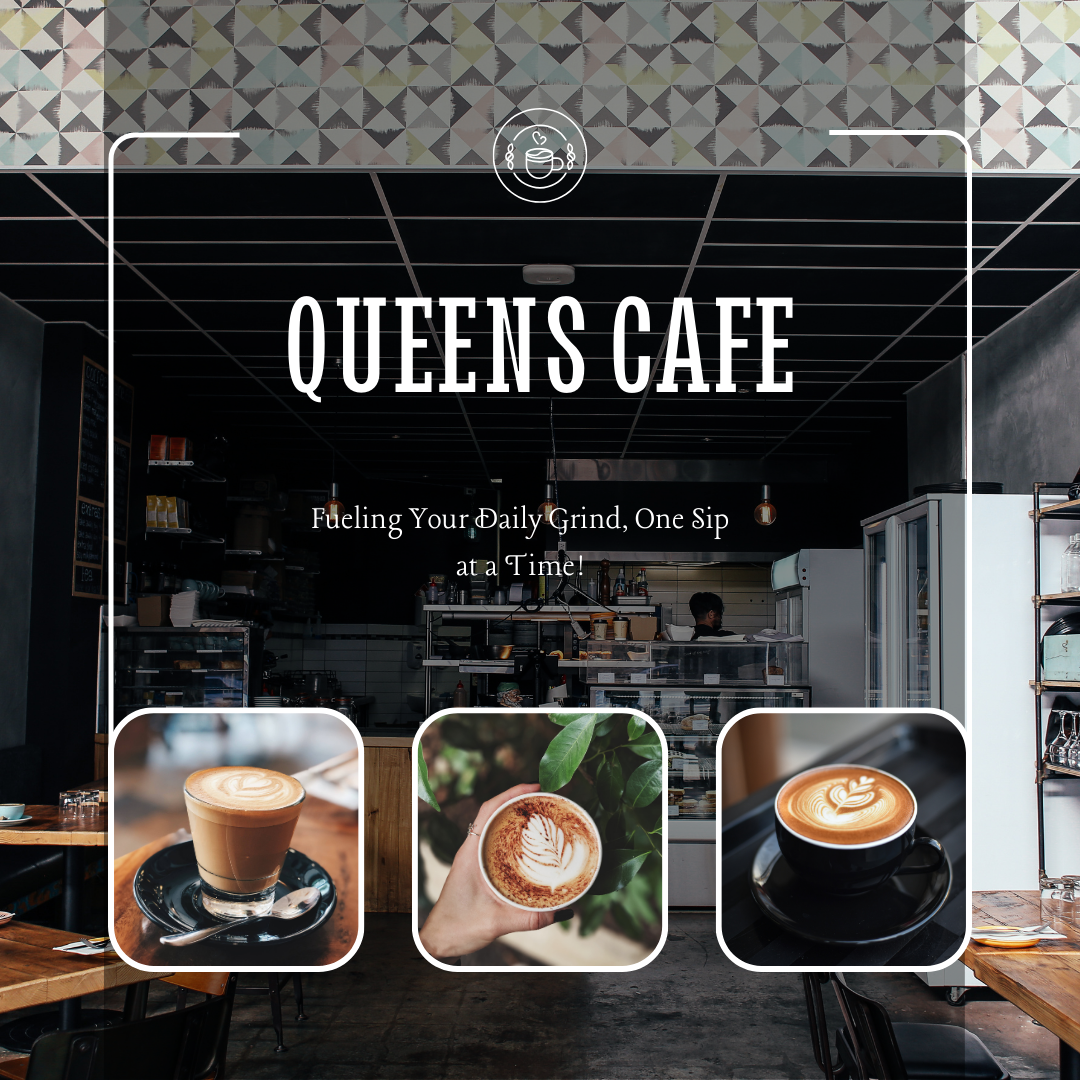 QUEENS CAFE
Fueling Your Daily Grind, One Sip
at a Time!